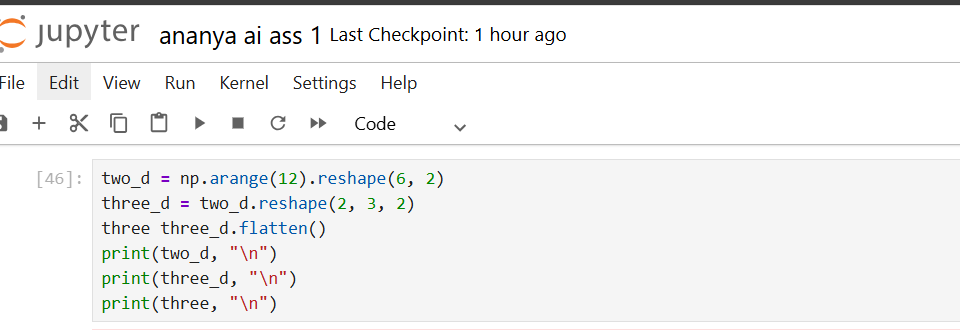 jupyter ananya ai ass 1 Last Checkpoint: 1 hour ago
File Edit View Run Kernel Settings Help
Code
[46]: two_d = np.arange(12).reshape(6, 2)
three_d = two_d.reshape(2, 3, 2)
three three_d.flatten()
print(two_d, "\n")
print(three_d, "\n")
print(three, "\n")